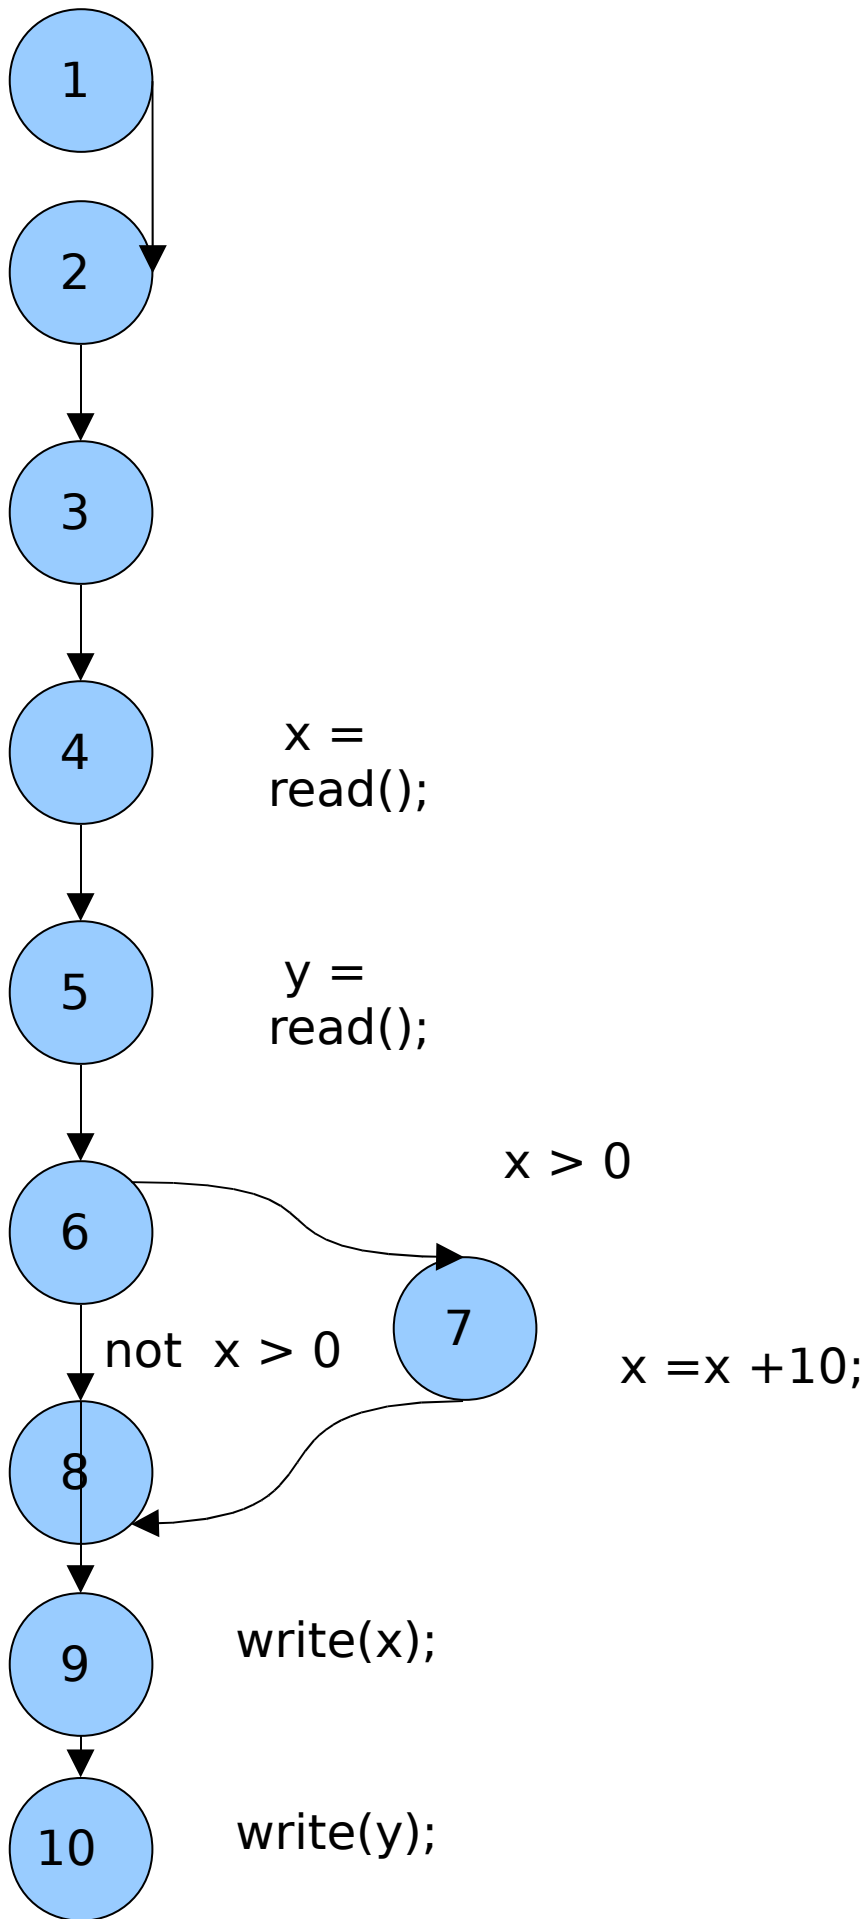 1
2
3
4
x =
read();
5
y =
read();
x > 0
6
7
not  x > 0
x =x +10;
8
write(x);
9
write(y);
10